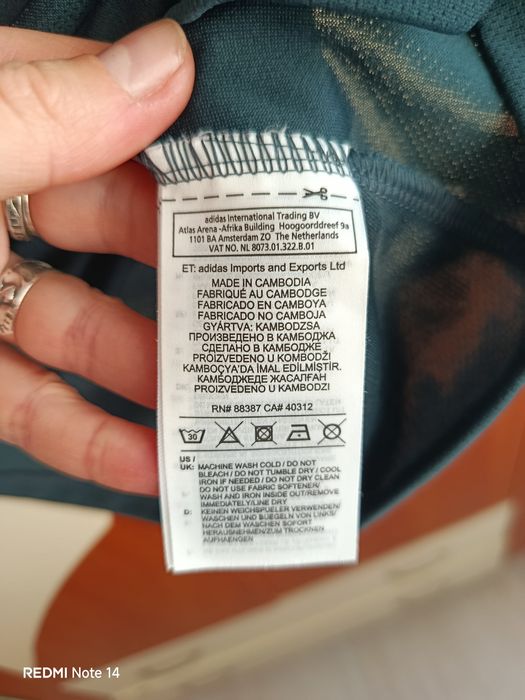 adidas International Trading BV
Atlas Arena -Afrika Building Hoogoorddreef 9a
1101 BA Amsterdam ZO The Netherlands
VAT NO. NL 8073.01.322.B.01
ET: adidas Imports and Exports Ltd
MADE IN CAMBODIA
FABRIQUÉ AU CAMBODGE
FABRICADO EN CAMBOYA
FABRICADO NO CAMBOJA
GYÁRTVA: KAMBODZSA
ПРОИЗВЕДЕНО В КАМБОДЖА
СДЕЛАНО В КАМБОДЖЕ
PROIZVEDENO U KOMBODŽI
KAMBOÇYA'DA İMAL EDİLMİŞTİR.
КАМБОДЖЕДЕ ЖАСАЛҒАН
PROIZVEDENO U KAMBODZI
RN# 88387 CA# 40312
30
US /
UK: MACHINE WASH COLD / DO NOT
BLEACH / DO NOT TUMBLE DRY / COOL
IRON IF NEEDED / DO NOT DRY CLEAN
DO NOT USE FABRIC SOFTENER/
WASH AND IRON INSIDE OUT/REMOVE
IMMEDIATELY/LINE DRY
D: KEINEN WEICHSPUELER VERWENDEN/
WASCHEN UND BUEGELN VON LINKS/
NACH DEM WASCHEN SOFORT
HERAUSNEHMEN/ZUM TROCKNEN
AUFHAENGEN
REDMI Note 14